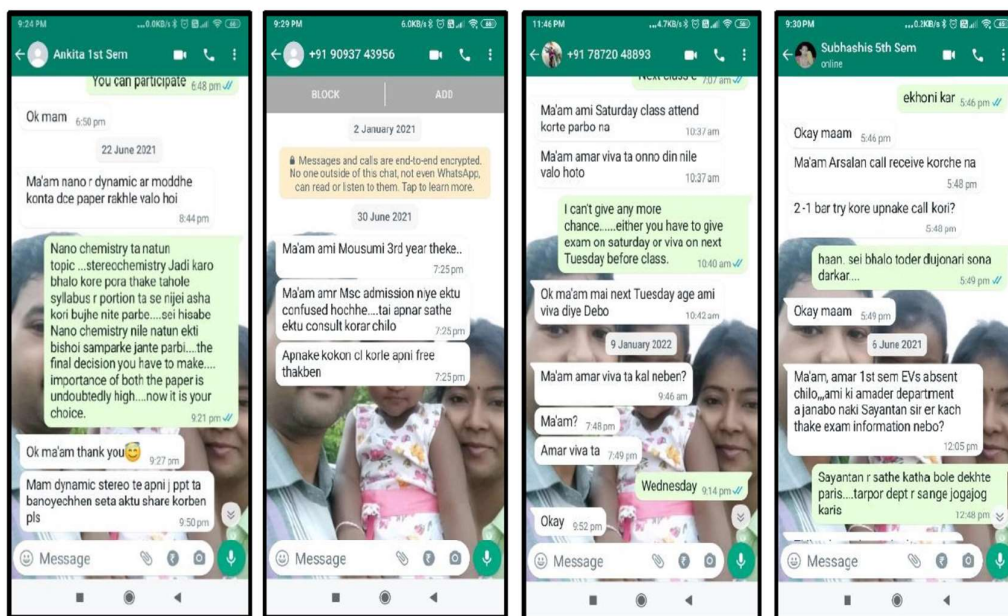 9:24 PM
...0.0KB/s
Ankita 1st Sem
You can participate
6:48 pm
Ok mam
6:50 pm
22 June 2021
Ma'am nano r dynamic ar moddhe
konta dce paper rakhle valo hoi
8:44 pm
Nano chemistry ta natun
topic ...stereochemistry Jadi karo
bhalo kore pora thake tahole
syllabus r portion ta se nijei asha
kori bujhe nite parbe....sei hisabe
Nano chemistry nile natun ekti
bishoi samparke jante parbi....the
final decision you have to make....
importance of both the paper is
undoubtedly high....now it is your
choice.
9:21 pm
Ok ma'am thank you😇
9:27 pm
Mam dynamic stereo te apni j ppt ta
banoyechhen seta aktu share korben
pls
9:50 pm
Message
9:29 PM
6.0KB/s
+91 90937 43956
BLOCK
ADD
2 January 2021
Messages and calls are end-to-end encrypted.
No one outside of this chat, not even WhatsApp,
can read or listen to them. Tap to learn more.
30 June 2021
Ma'am ami Mousumi 3rd year theke..
7:25 pm
Ma'am amr Msc admission niye ektu
confused hochhe....tai apnar sathe
ektu consult korar chilo
7:25 pm
Apnake kokon cl korle apni free
thakben
7:25 pm
Message
11:46 PM
...4.7KB/s
+91 78720 48893
Next class e
7:07 am
Ma'am ami Saturday class attend
korte parbo na
10:37 am
Ma'am amar viva ta onno din nile
valo hoto
10:37 am
I can't give any more
chance.....either you have to give
exam on saturday or viva on next
Tuesday before class.
10:40 am
Ok ma'am mai next Tuesday age ami
viva diye Debo
10:42 am
9 January 2022
Ma'am amar viva ta kal neben?
9:46 am
Ma'am?
7:48 pm
Amar viva ta
7:49 pm
Wednesday
9:14 pm
Okay
9:52 pm
Message
9:30 PM
...0.2KB/s
Subhashis 5th Sem
online
ekhoni kar
5:46 pm
Okay maam
5:46 pm
Ma'am Arsalan call receive korche na
5:48 pm
2 -1 bar try kore upnake call kori?
5:48 pm
haan. sei bhalo toder dujonari sona
darkar....
5:49 pm
Okay maam
5:49 pm
6 June 2021
Ma'am, amar 1st sem EVs absent
chilo,,,ami ki amader department
a janabo naki Sayantan sir er kach
thake exam information nebo?
12:05 pm
Sayantan r sathe katha bole dekhte
paris....tarpor dept r sange jogajog
karis
12:48 pm
Message